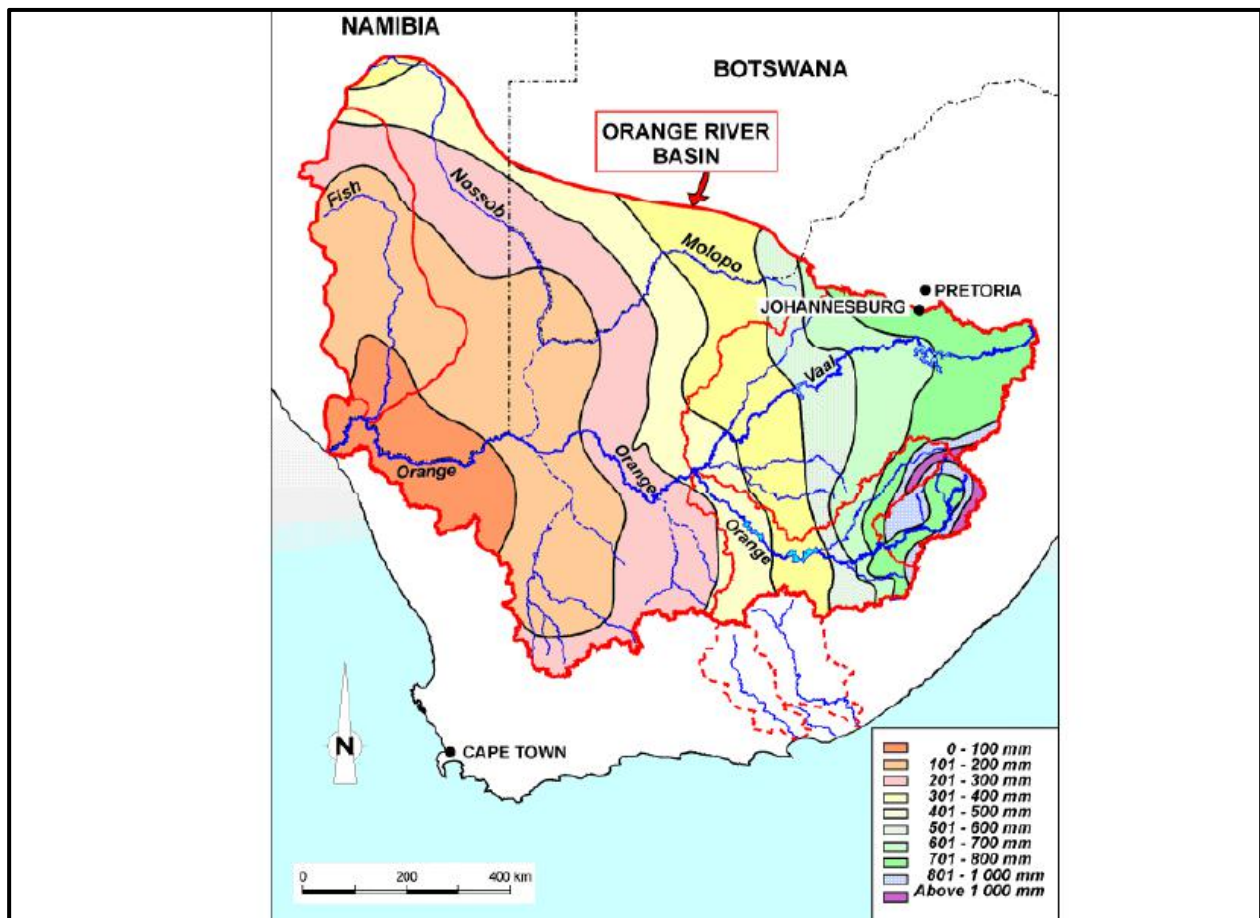 NAMIBIA
BOTSWANA
ORANGE RIVER
BASIN
Fish
Nossob
Molopo
PRETORIA
JOHANNESBURG
Vaal
Orange
Orange
Orange
N
CAPE TOWN
0 - 100 mm
101 - 200 mm
201 - 300 mm
301 - 400 mm
401 - 500 mm
501 - 600 mm
601 - 700 mm
701 - 800 mm
801 - 1 000 mm
Above 1 000 mm
0 200 400 km